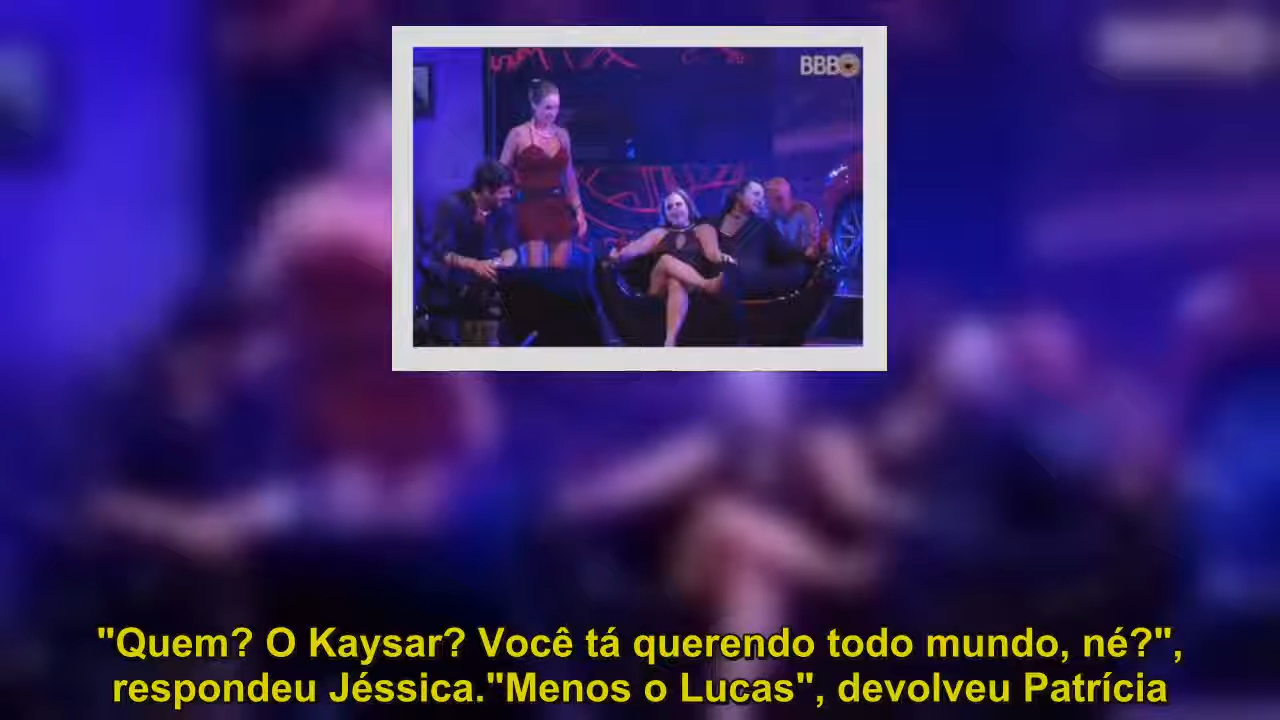 BBB
"Quem? O Kaysar? Você tá querendo todo mundo, né?",
respondeu Jéssica."Menos o Lucas", devolveu Patrícia